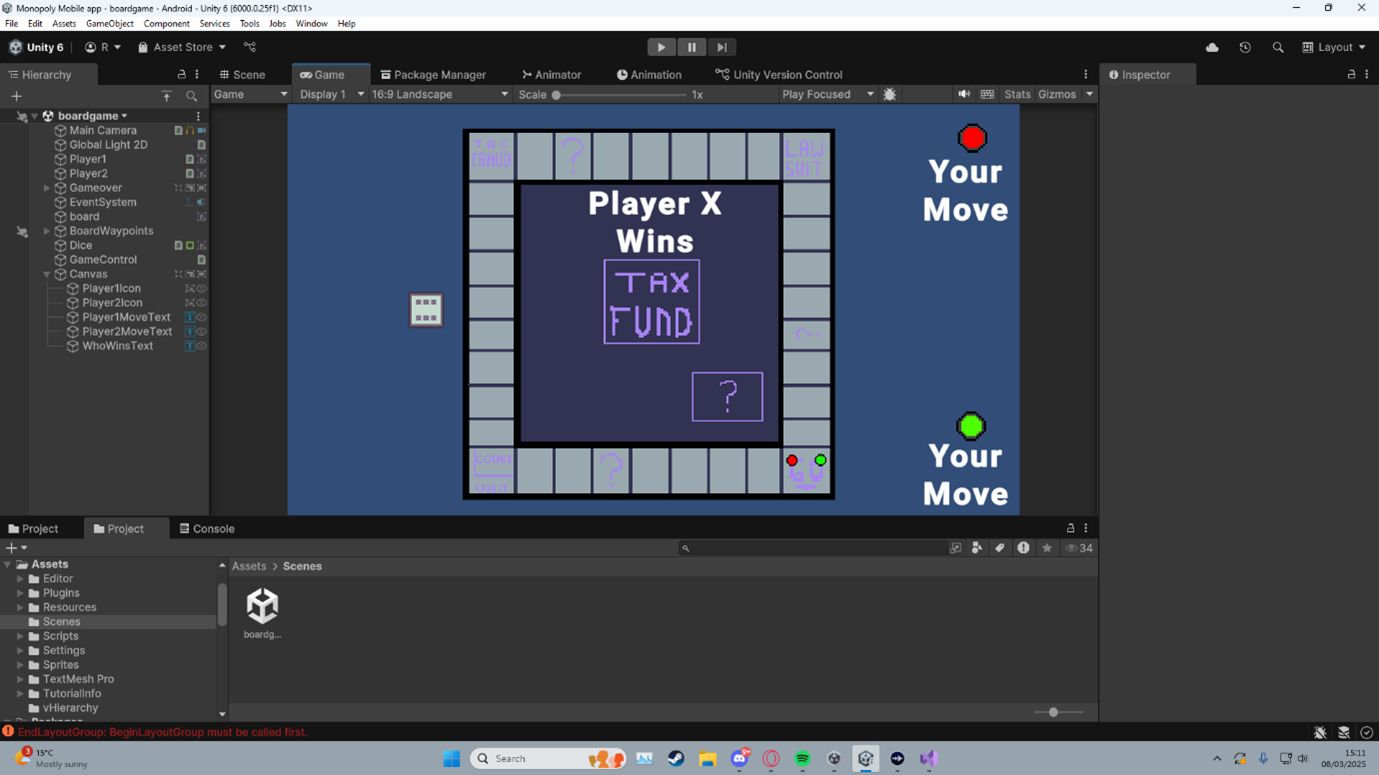 Monopoly Mobile app - boardgame - Android - Unity 6 (6000.0.25f1) <DX11>
File Edit Assets GameObject Component Services Tools Jobs Window Help
Unity 6 R Asset Store Layout
Hierarchy Scene Game Package Manager Animator Animation Unity Version Control Inspector
Game Display 1 16:9 Landscape Scale 1x Play Focused Stats Gizmos
boardgame
Main Camera
Global Light 2D
Player1
Player2
Gameover
EventSystem
board
BoardWaypoints
Dice
GameControl
Canvas
Player1Icon
Player2Icon
Player1MoveText
Player2MoveText
WhoWinsText
TAX
FRAUD
?
LAW
SUIT
Player X
Wins
TAX
FUND
?
?
COURT
VISIT
?
GO
Your
Move
Your
Move
Project Project Console
34
Assets
Editor
Plugins
Resources
Scenes
Scripts
Settings
Sprites
TextMesh Pro
TutorialInfo
vHierarchy
Packages
Assets > Scenes
boardg...
EndLayoutGroup: BeginLayoutGroup must be called first.
3
15°C
Mostly sunny
Search
9+
15:11
08/03/2025